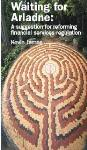 Waiting for
Ariadne:
A suggestion for reforming
financial services regulation
Kevin James